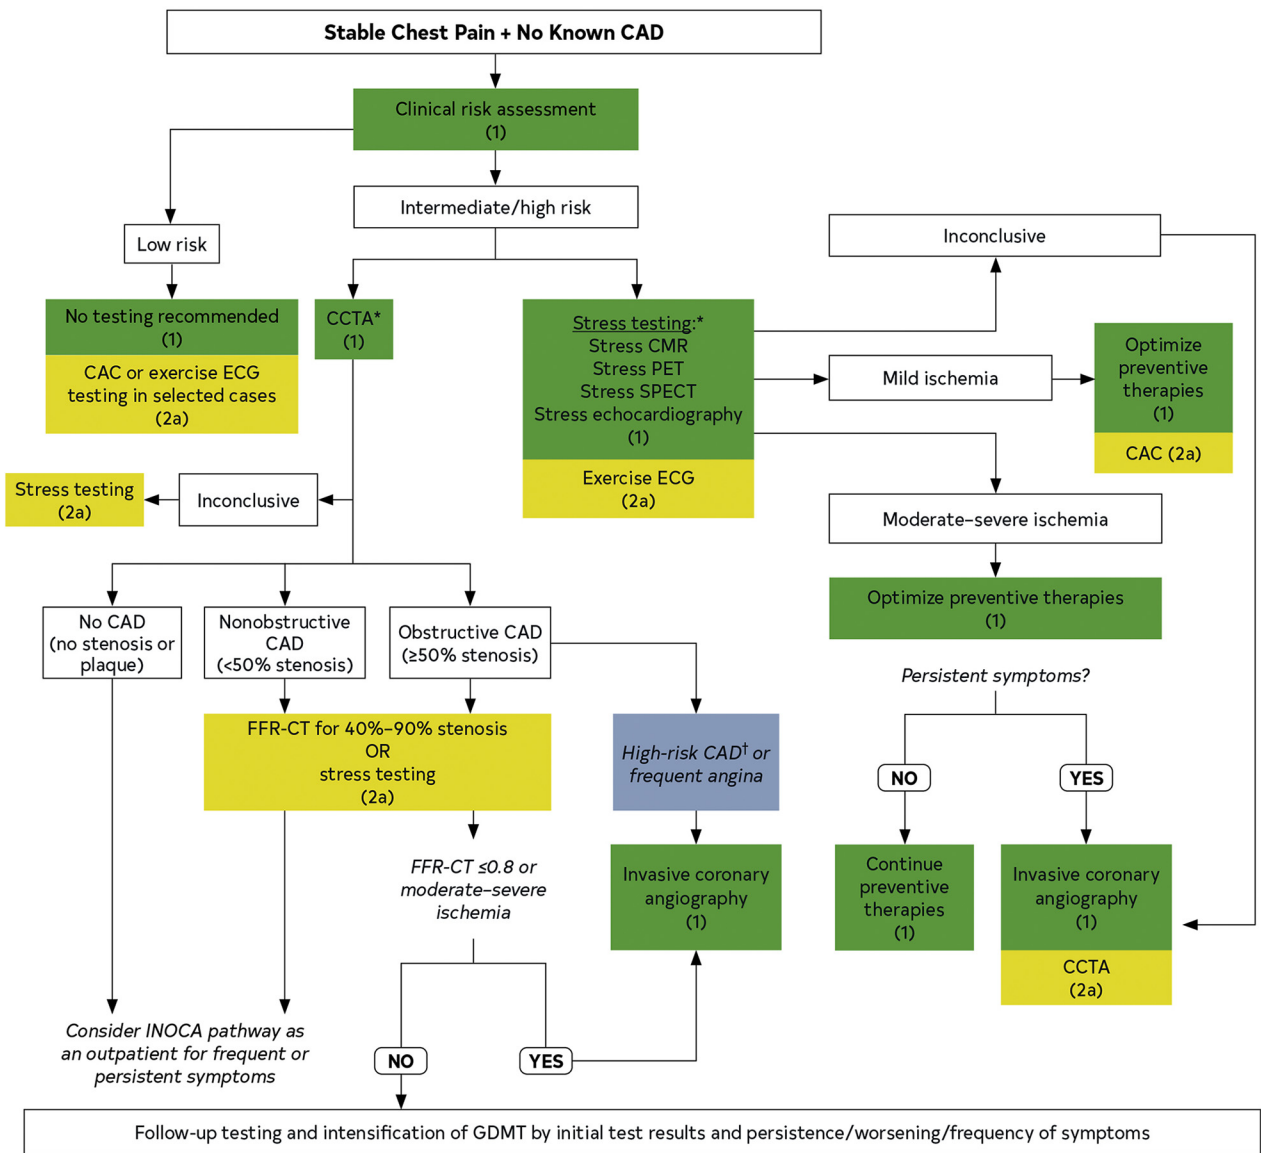 Stable Chest Pain + No Known CAD
Clinical risk assessment
(1)
Intermediate/high risk
Low risk
No testing recommended
(1)
CAC or exercise ECG
testing in selected cases
(2a)
CCTA*
(1)
Stress testing:*
Stress CMR
Stress PET
Stress SPECT
Stress echocardiography
(1)
Exercise ECG
(2a)
Inconclusive
Mild ischemia
Optimize
preventive
therapies
(1)
CAC (2a)
Moderate–severe ischemia
Optimize preventive therapies
(1)
Persistent symptoms?
NO
YES
Continue
preventive
therapies
(1)
Invasive coronary
angiography
(1)
CCTA
(2a)
Stress testing
(2a)
Inconclusive
No CAD
(no stenosis or
plaque)
Nonobstructive
CAD
(<50% stenosis)
Obstructive CAD
(≥50% stenosis)
FFR-CT for 40%–90% stenosis
OR
stress testing
(2a)
High-risk CAD† or
frequent angina
FFR-CT ≤0.8 or
moderate–severe
ischemia
Invasive coronary
angiography
(1)
Consider INOCA pathway as
an outpatient for frequent or
persistent symptoms
NO
YES
Follow-up testing and intensification of GDMT by initial test results and persistence/worsening/frequency of symptoms